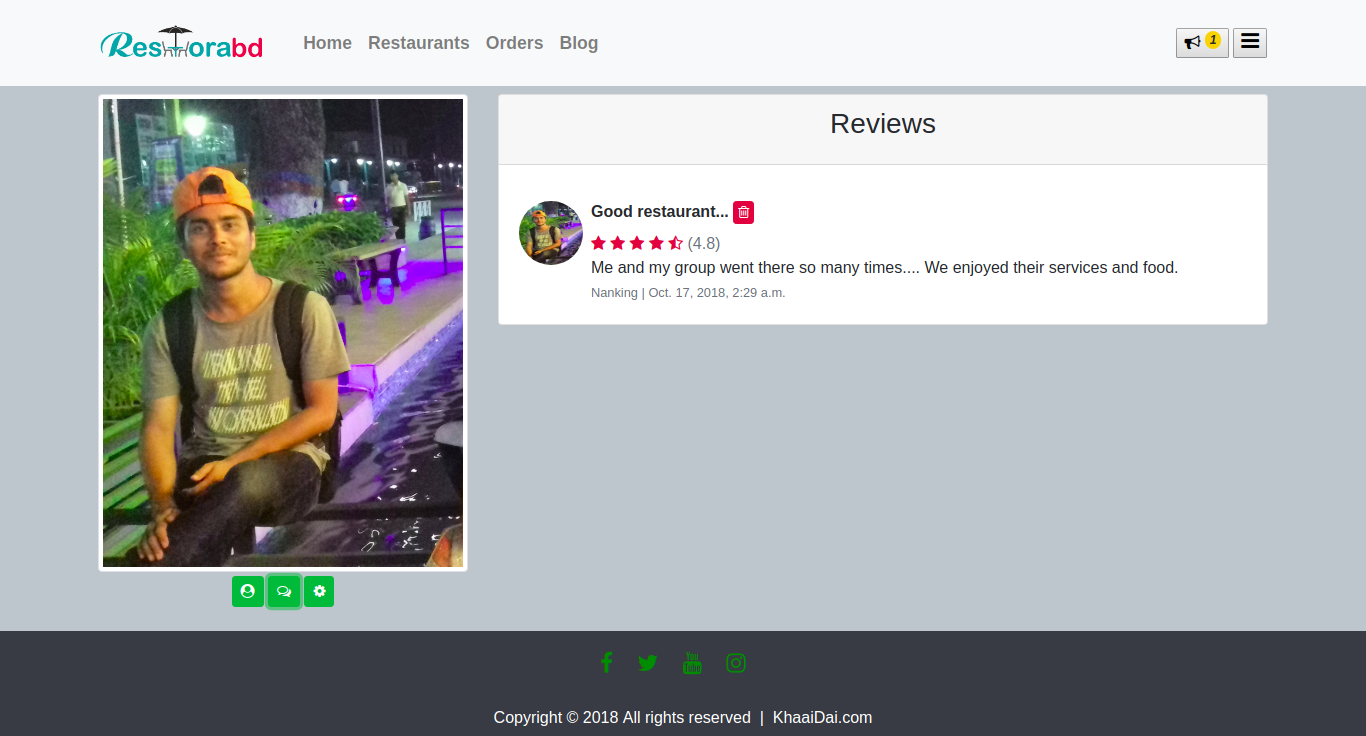 Restorabd
Home Restaurants Orders Blog
1
Reviews
Good restaurant...
(4.8)
Me and my group went there so many times.... We enjoyed their services and food.
Nanking | Oct. 17, 2018, 2:29 a.m.
You
Tube
Copyright © 2018 All rights reserved | KhaaiDai.com